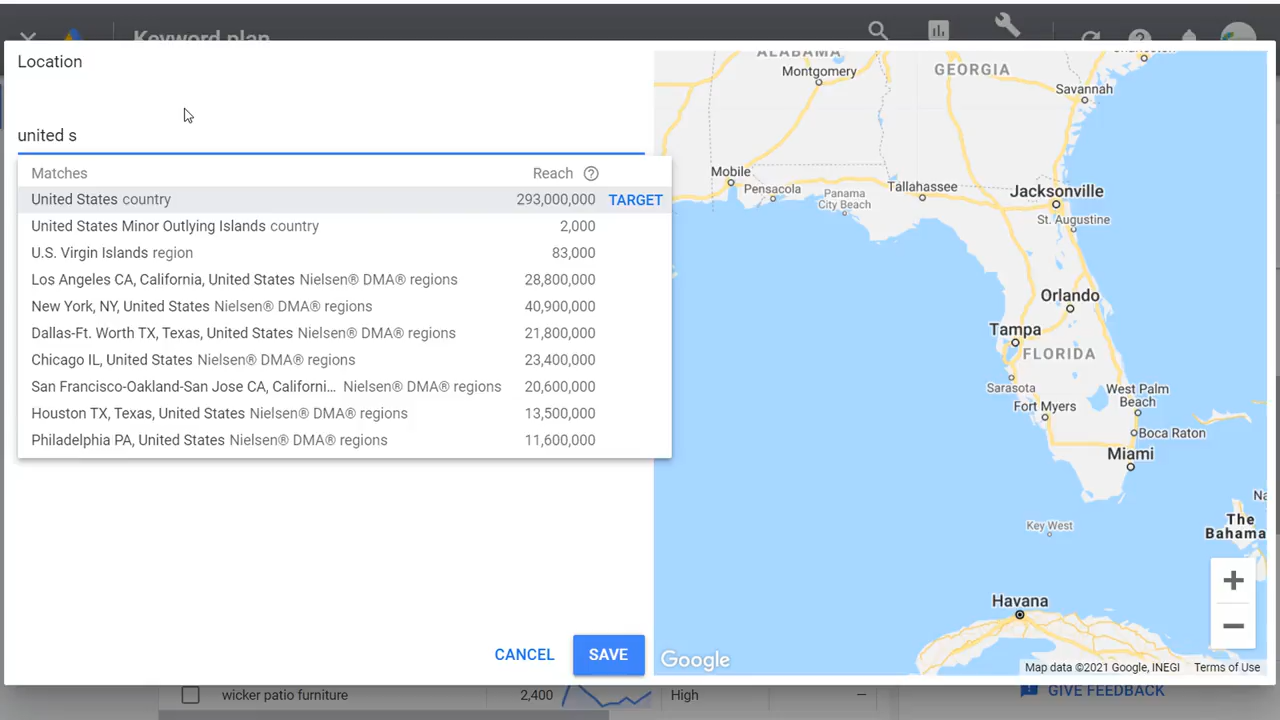 Keyword plan
Location
united s
Matches Reach
United States country 293,000,000 TARGET
United States Minor Outlying Islands country 2,000
U.S. Virgin Islands region 83,000
Los Angeles CA, California, United States Nielsen® DMA® regions 28,800,000
New York, NY, United States Nielsen® DMA® regions 40,900,000
Dallas-Ft. Worth TX, Texas, United States Nielsen® DMA® regions 21,800,000
Chicago IL, United States Nielsen® DMA® regions 23,400,000
San Francisco-Oakland-San Jose CA, Californi... Nielsen® DMA® regions 20,600,000
Houston TX, Texas, United States Nielsen® DMA® regions 13,500,000
Philadelphia PA, United States Nielsen® DMA® regions 11,600,000
CANCEL SAVE
ALABAMA
Montgomery
GEORGIA
Charleston
Savannah
Mobile
Pensacola
Panama
City Beach
Tallahassee
Jacksonville
St. Augustine
Orlando
Tampa
FLORIDA
Sarasota
Fort Myers
West Palm
Beach
Boca Raton
Miami
Key West
Na
The
Bahama
Havana
Google
Map data ©2021 Google, INEGI Terms of Use
wicker patio furniture 2,400 High –
GIVE FEEDBACK